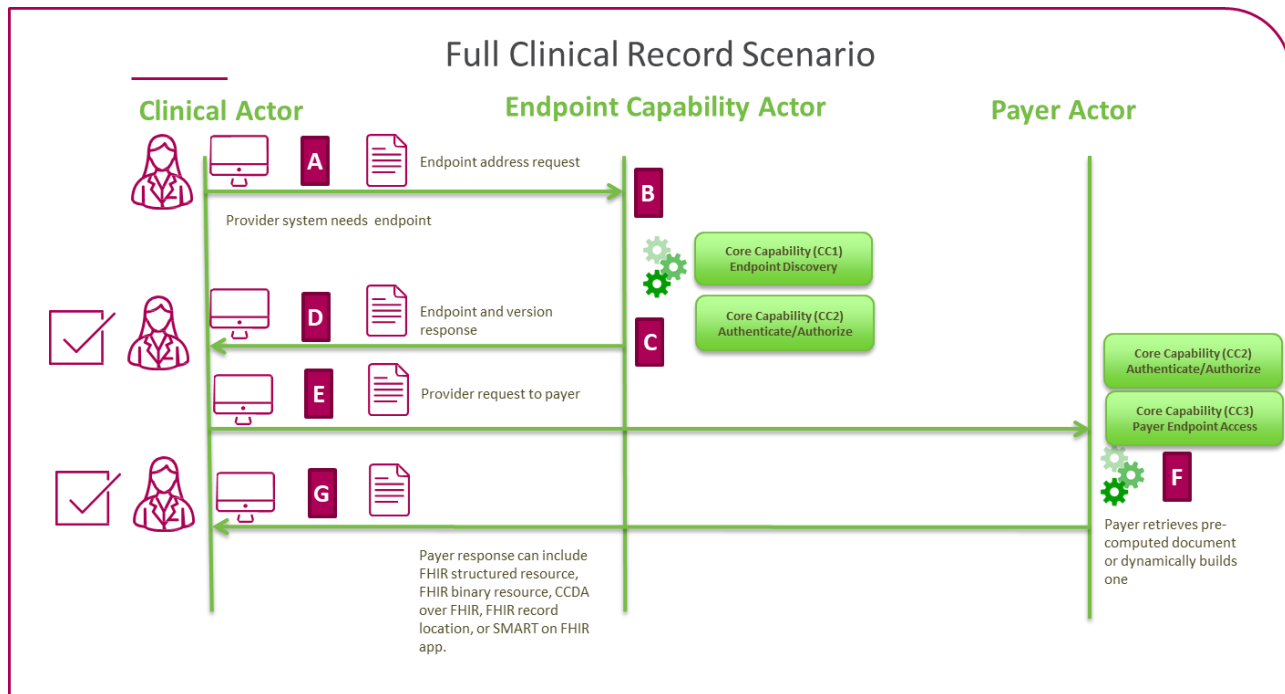 Full Clinical Record Scenario
Clinical Actor
Endpoint Capability Actor
Payer Actor
A
Endpoint address request
B
Provider system needs  endpoint
Core Capability (CC1)
Endpoint Discovery
D
Endpoint and version
response
Core Capability (CC2)
Authenticate/Authorize
C
Core Capability (CC2)
Authenticate/Authorize
E
Provider request to payer
Core Capability (CC3)
Payer Endpoint Access
G
F
Payer response can include
FHIR structured resource,
FHIR binary resource, CCDA
over FHIR, FHIR record
location, or SMART on FHIR
app.
Payer retrieves pre-
computed document
or dynamically builds
one